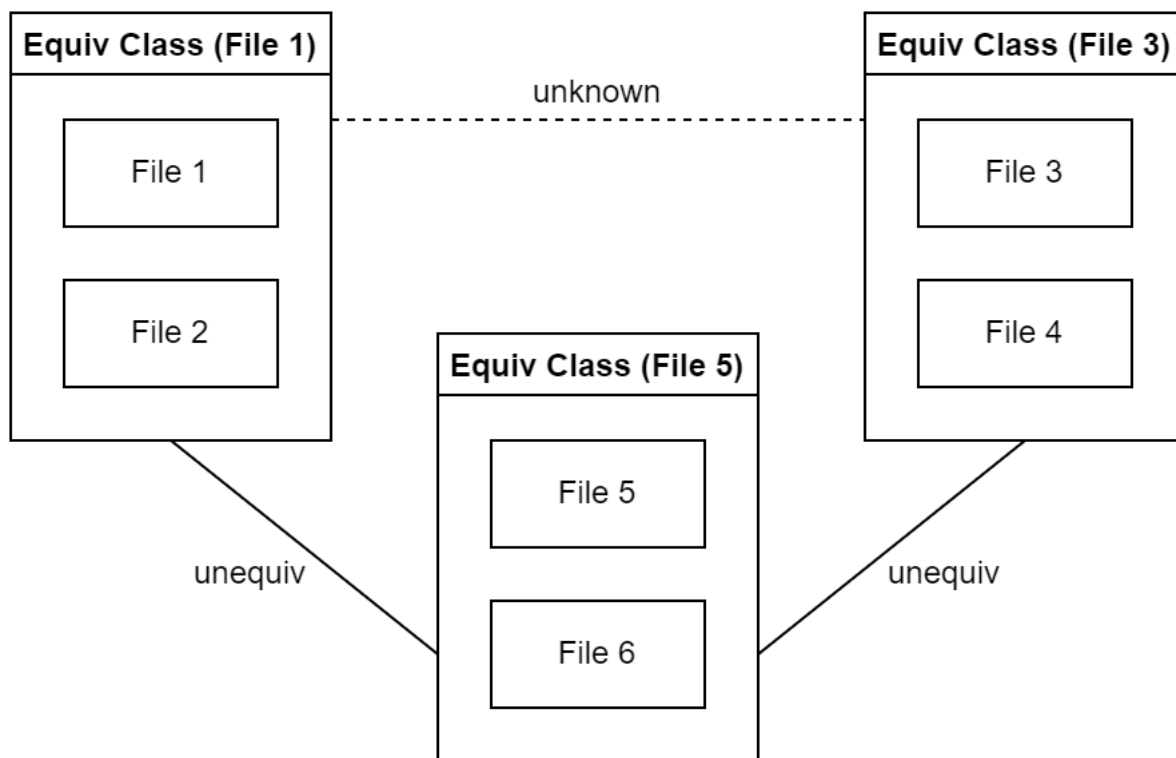 Equiv Class (File 1)
Equiv Class (File 3)
unknown
File 1
File 3
File 2
File 4
Equiv Class (File 5)
File 5
unequiv
unequiv
File 6